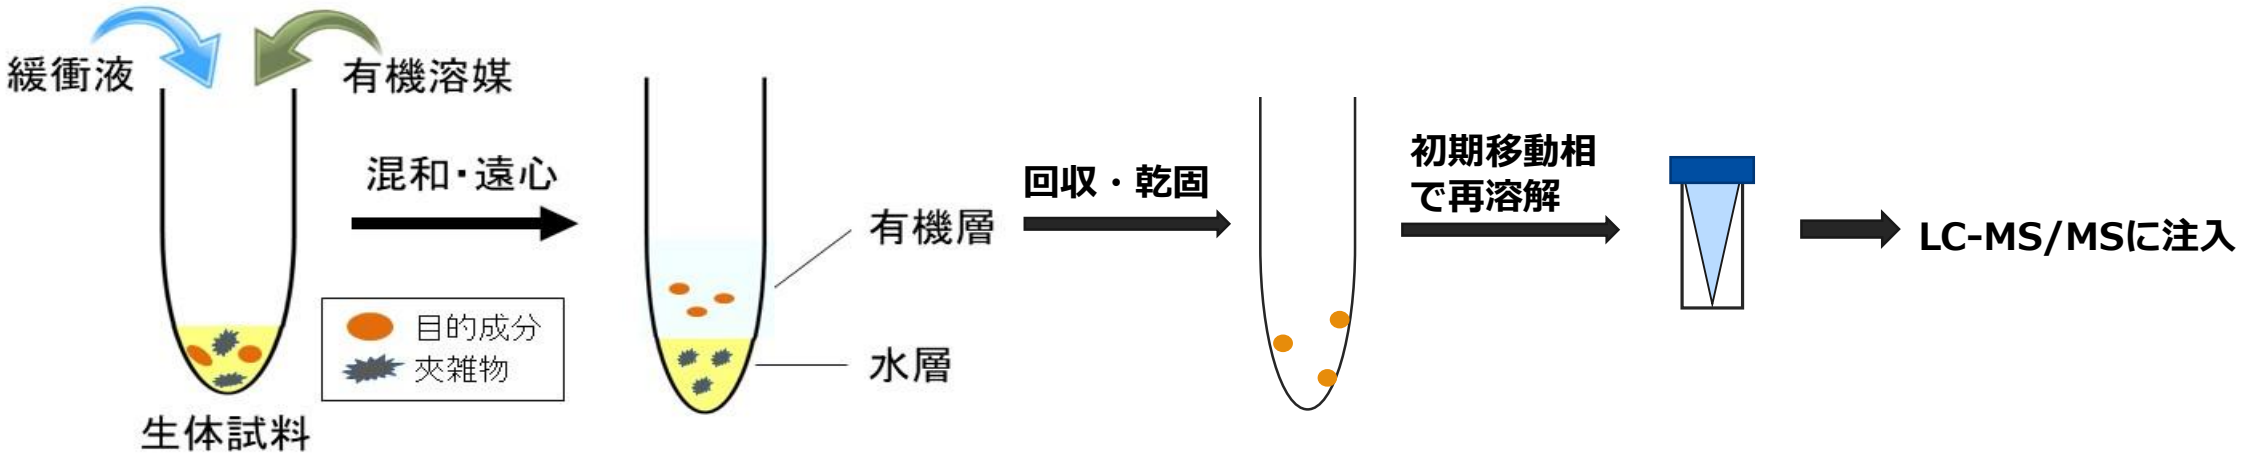 緩衝液
有機溶媒
混和・遠心
目的成分
夾雑物
生体試料
有機層
水層
回収・乾固
初期移動相
で再溶解
LC-MS/MSに注入